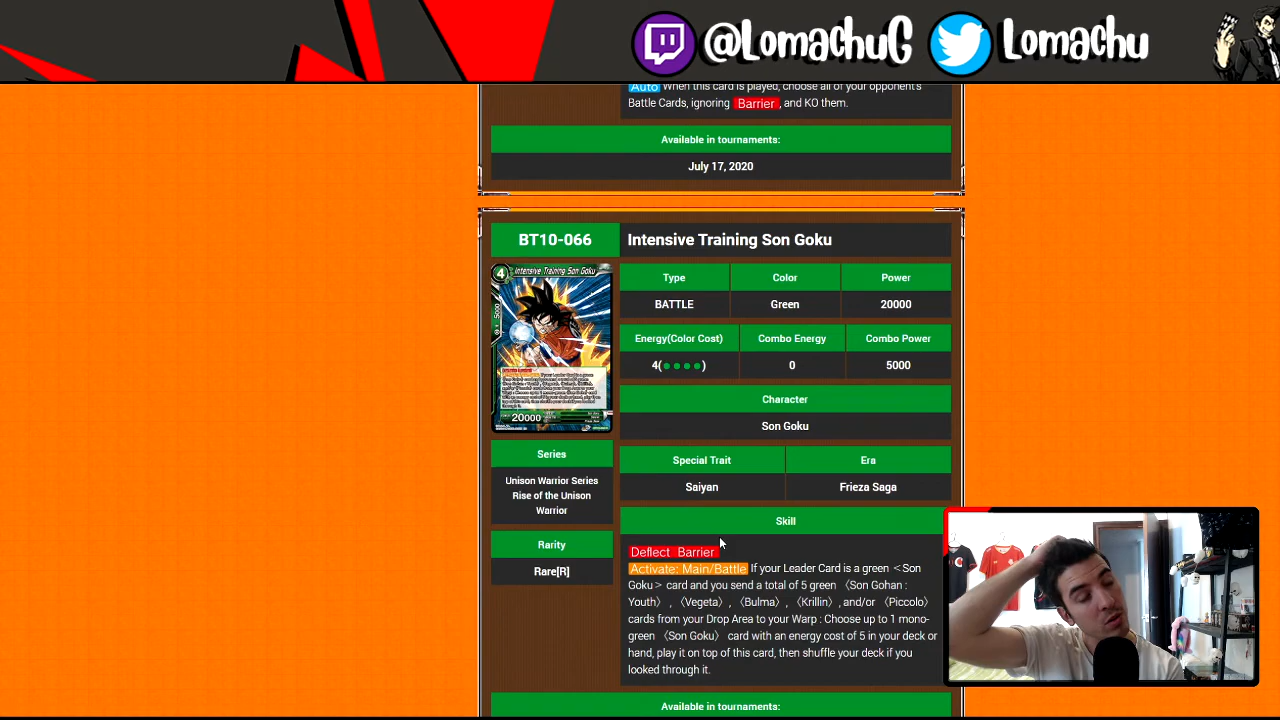 @LomachuG Lomachu
Auto When this card is played, choose all of your opponent's
Battle Cards, ignoring Barrier, and KO them.
Available in tournaments:
July 17, 2020
BT10-066 Intensive Training Son Goku
4 Intensive Training Son Goku
5000
20000
Type Color Power
BATTLE Green 20000
Energy(Color Cost) Combo Energy Combo Power
4(●●●●) 0 5000
Character
Son Goku
Series
Unison Warrior Series
Rise of the Unison
Warrior
Rarity
Rare[R]
Special Trait Era
Saiyan Frieza Saga
Skill
Deflect Barrier
Activate: Main/Battle If your Leader Card is a green <Son
Goku> card and you send a total of 5 green 〈Son Gohan :
Youth〉, 〈Vegeta〉, 〈Bulma〉, 〈Krillin〉, and/or 〈Piccolo〉
cards from your Drop Area to your Warp : Choose up to 1 mono-
green 〈Son Goku〉 card with an energy cost of 5 in your deck or
hand, play it on top of this card, then shuffle your deck if you
looked through it.
Available in tournaments: